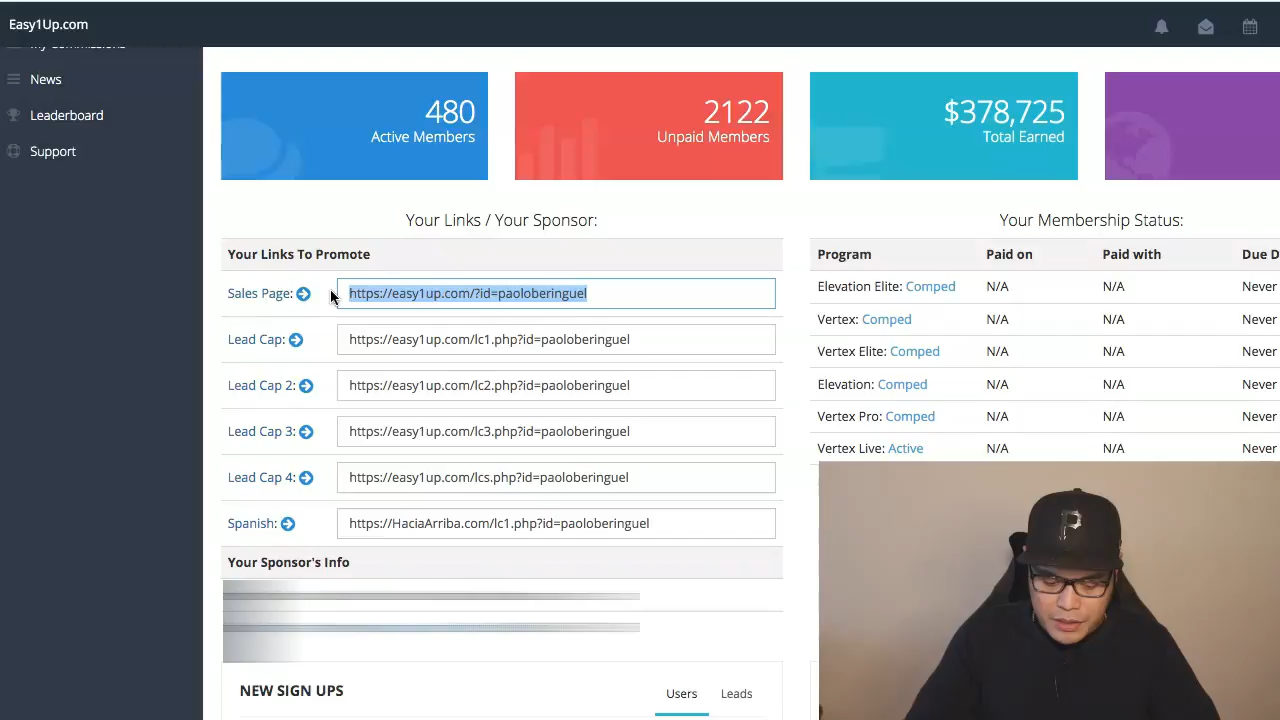 Easy1Up.com
News
Leaderboard
Support
480
Active Members
2122
Unpaid Members
$378,725
Total Earned
Your Links / Your Sponsor:
Your Links To Promote
Sales Page: https://easy1up.com/?id=paoloberinguel
Lead Cap: https://easy1up.com/lc1.php?id=paoloberinguel
Lead Cap 2: https://easy1up.com/lc2.php?id=paoloberinguel
Lead Cap 3: https://easy1up.com/lc3.php?id=paoloberinguel
Lead Cap 4: https://easy1up.com/lcs.php?id=paoloberinguel
Spanish: https://HaciaArriba.com/lc1.php?id=paoloberinguel
Your Sponsor's Info
NEW SIGN UPS
Users Leads
Your Membership Status:
Program Paid on Paid with Due D
Elevation Elite: Comped N/A N/A Never
Vertex: Comped N/A N/A Never
Vertex Elite: Comped N/A N/A Never
Elevation: Comped N/A N/A Never
Vertex Pro: Comped N/A N/A Never
Vertex Live: Active N/A N/A Never
P